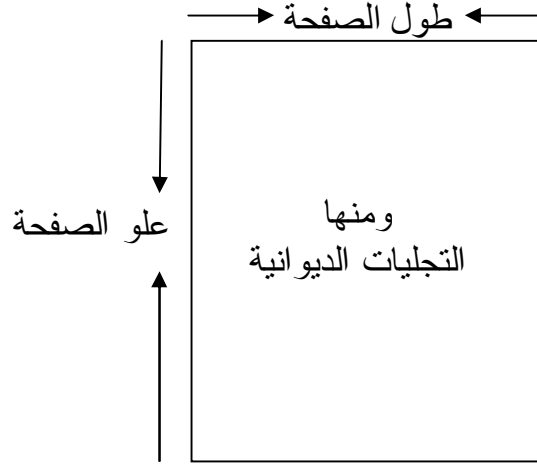 طول الصفحة
ومنها
علو الصفحة
التجليات الديوانية